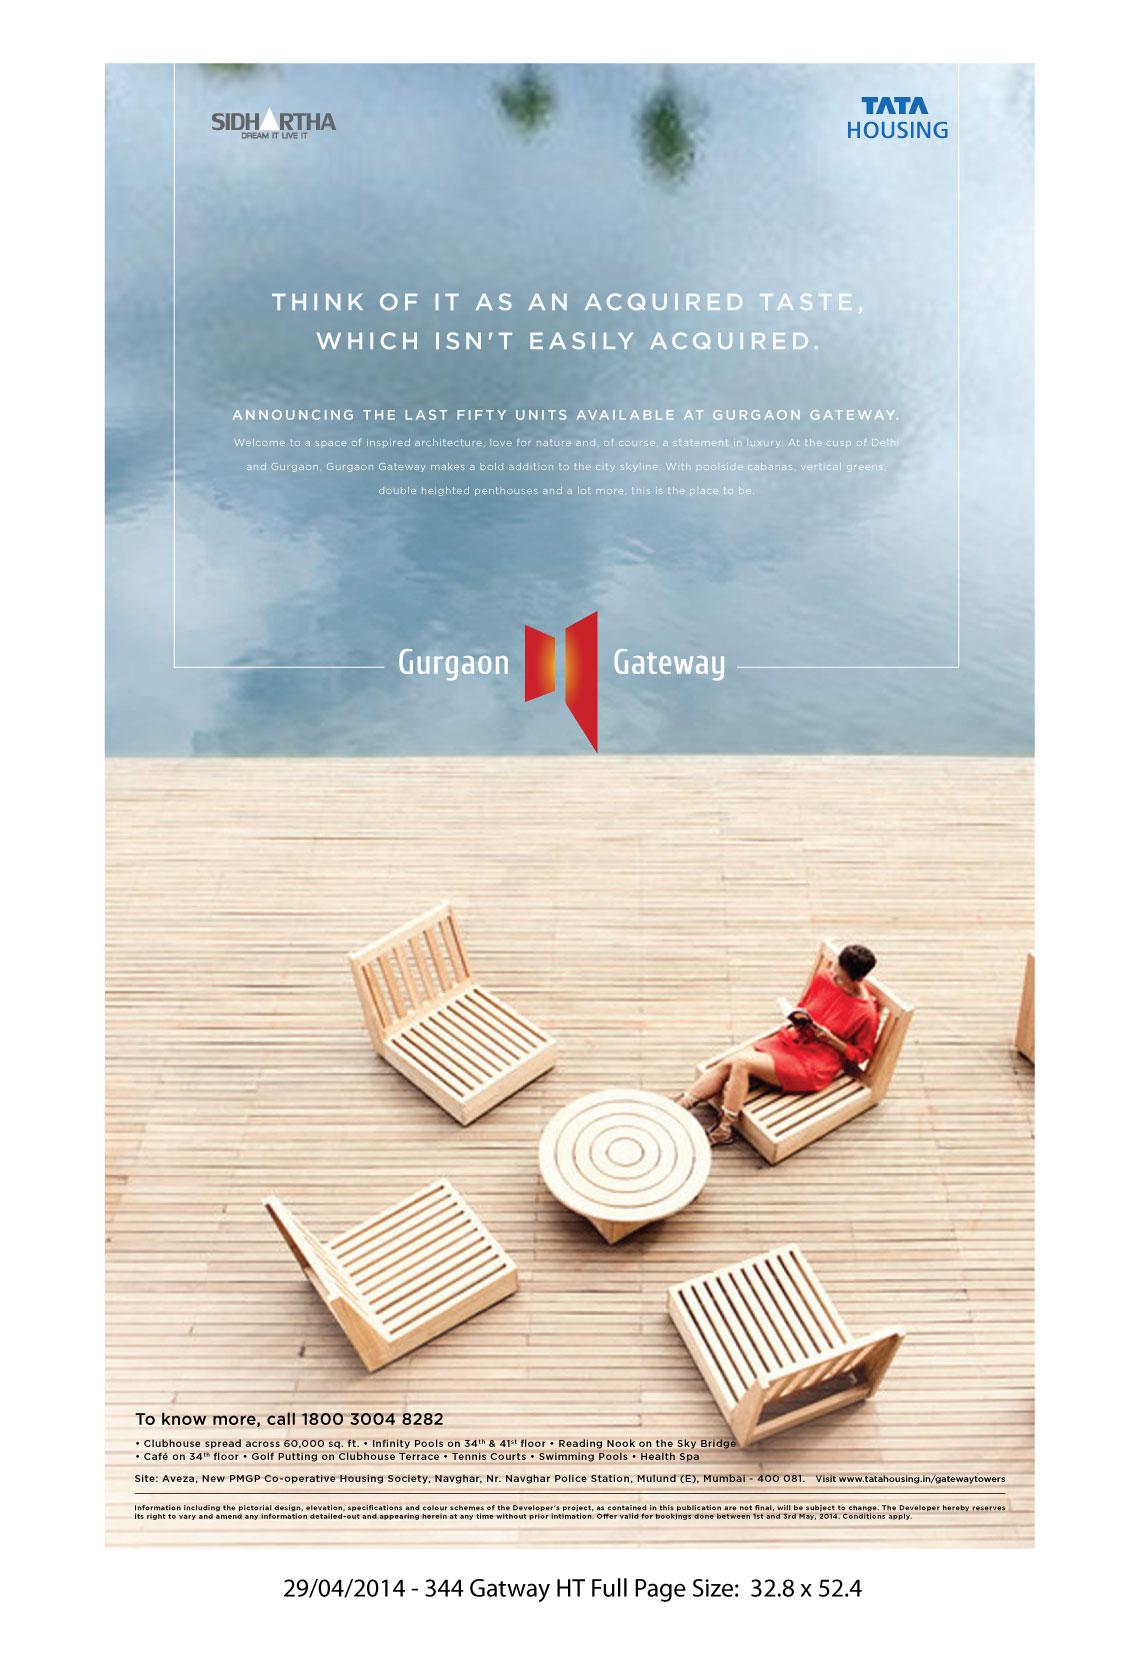 SIDHARTHA
DREAM IT LIVE IT
TATA
HOUSING
THINK OF IT AS AN ACQUIRED TASTE,
WHICH ISN'T EASILY ACQUIRED.
ANNOUNCING THE LAST FIFTY UNITS AVAILABLE AT GURGAON GATEWAY.
Welcome to a space of inspired architecture, love for nature and, of course, a statement in luxury. At the cusp of Delhi
and Gurgaon, Gurgaon Gateway makes a bold addition to the city skyline. With poolside cabanas, vertical greens,
double heighted penthouses and a lot more, this is the place to be.
Gurgaon Gateway
To know more, call 1800 3004 8282
• Clubhouse spread across 60,000 sq. ft. • Infinity Pools on 34th & 41st floor • Reading Nook on the Sky Bridge
• Café on 34th floor • Golf Putting on Clubhouse Terrace • Tennis Courts • Swimming Pools • Health Spa
Site: Aveza, New PMGP Co-operative Housing Society, Navghar, Nr. Navghar Police Station, Mulund (E), Mumbai - 400 081. Visit www.tatahousing.in/gatewaytowers
Information including the pictorial design, elevation, specifications and colour schemes of the Developer's project, as contained in this publication are not final, will be subject to change. The Developer hereby reserves
its right to vary and amend any information detailed-out and appearing herein at any time without prior intimation. Offer valid for bookings done between 1st and 3rd May, 2014. Conditions apply.
29/04/2014 - 344 Gatway HT Full Page Size: 32.8 x 52.4